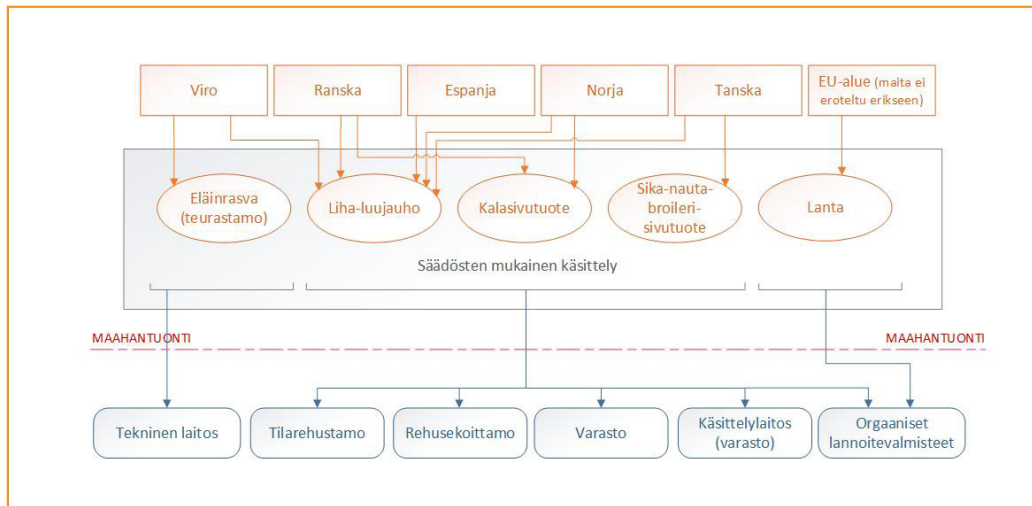 Viro
Ranska
Espanja
Norja
Tanska
EU-alue (maita ei
eroteltu erikseen)
Eläinrasva
(teurastamo)
Liha-luujauho
Kalasivutuote
Sika-nauta-
broileri-
sivutuote
Lanta
Säädösten mukainen käsittely
MAAHANTUONTI
MAAHANTUONTI
Tekninen laitos
Tilarehustamo
Rehusekoittamo
Varasto
Käsittelylaitos
(varasto)
Orgaaniset
lannoitevalmisteet